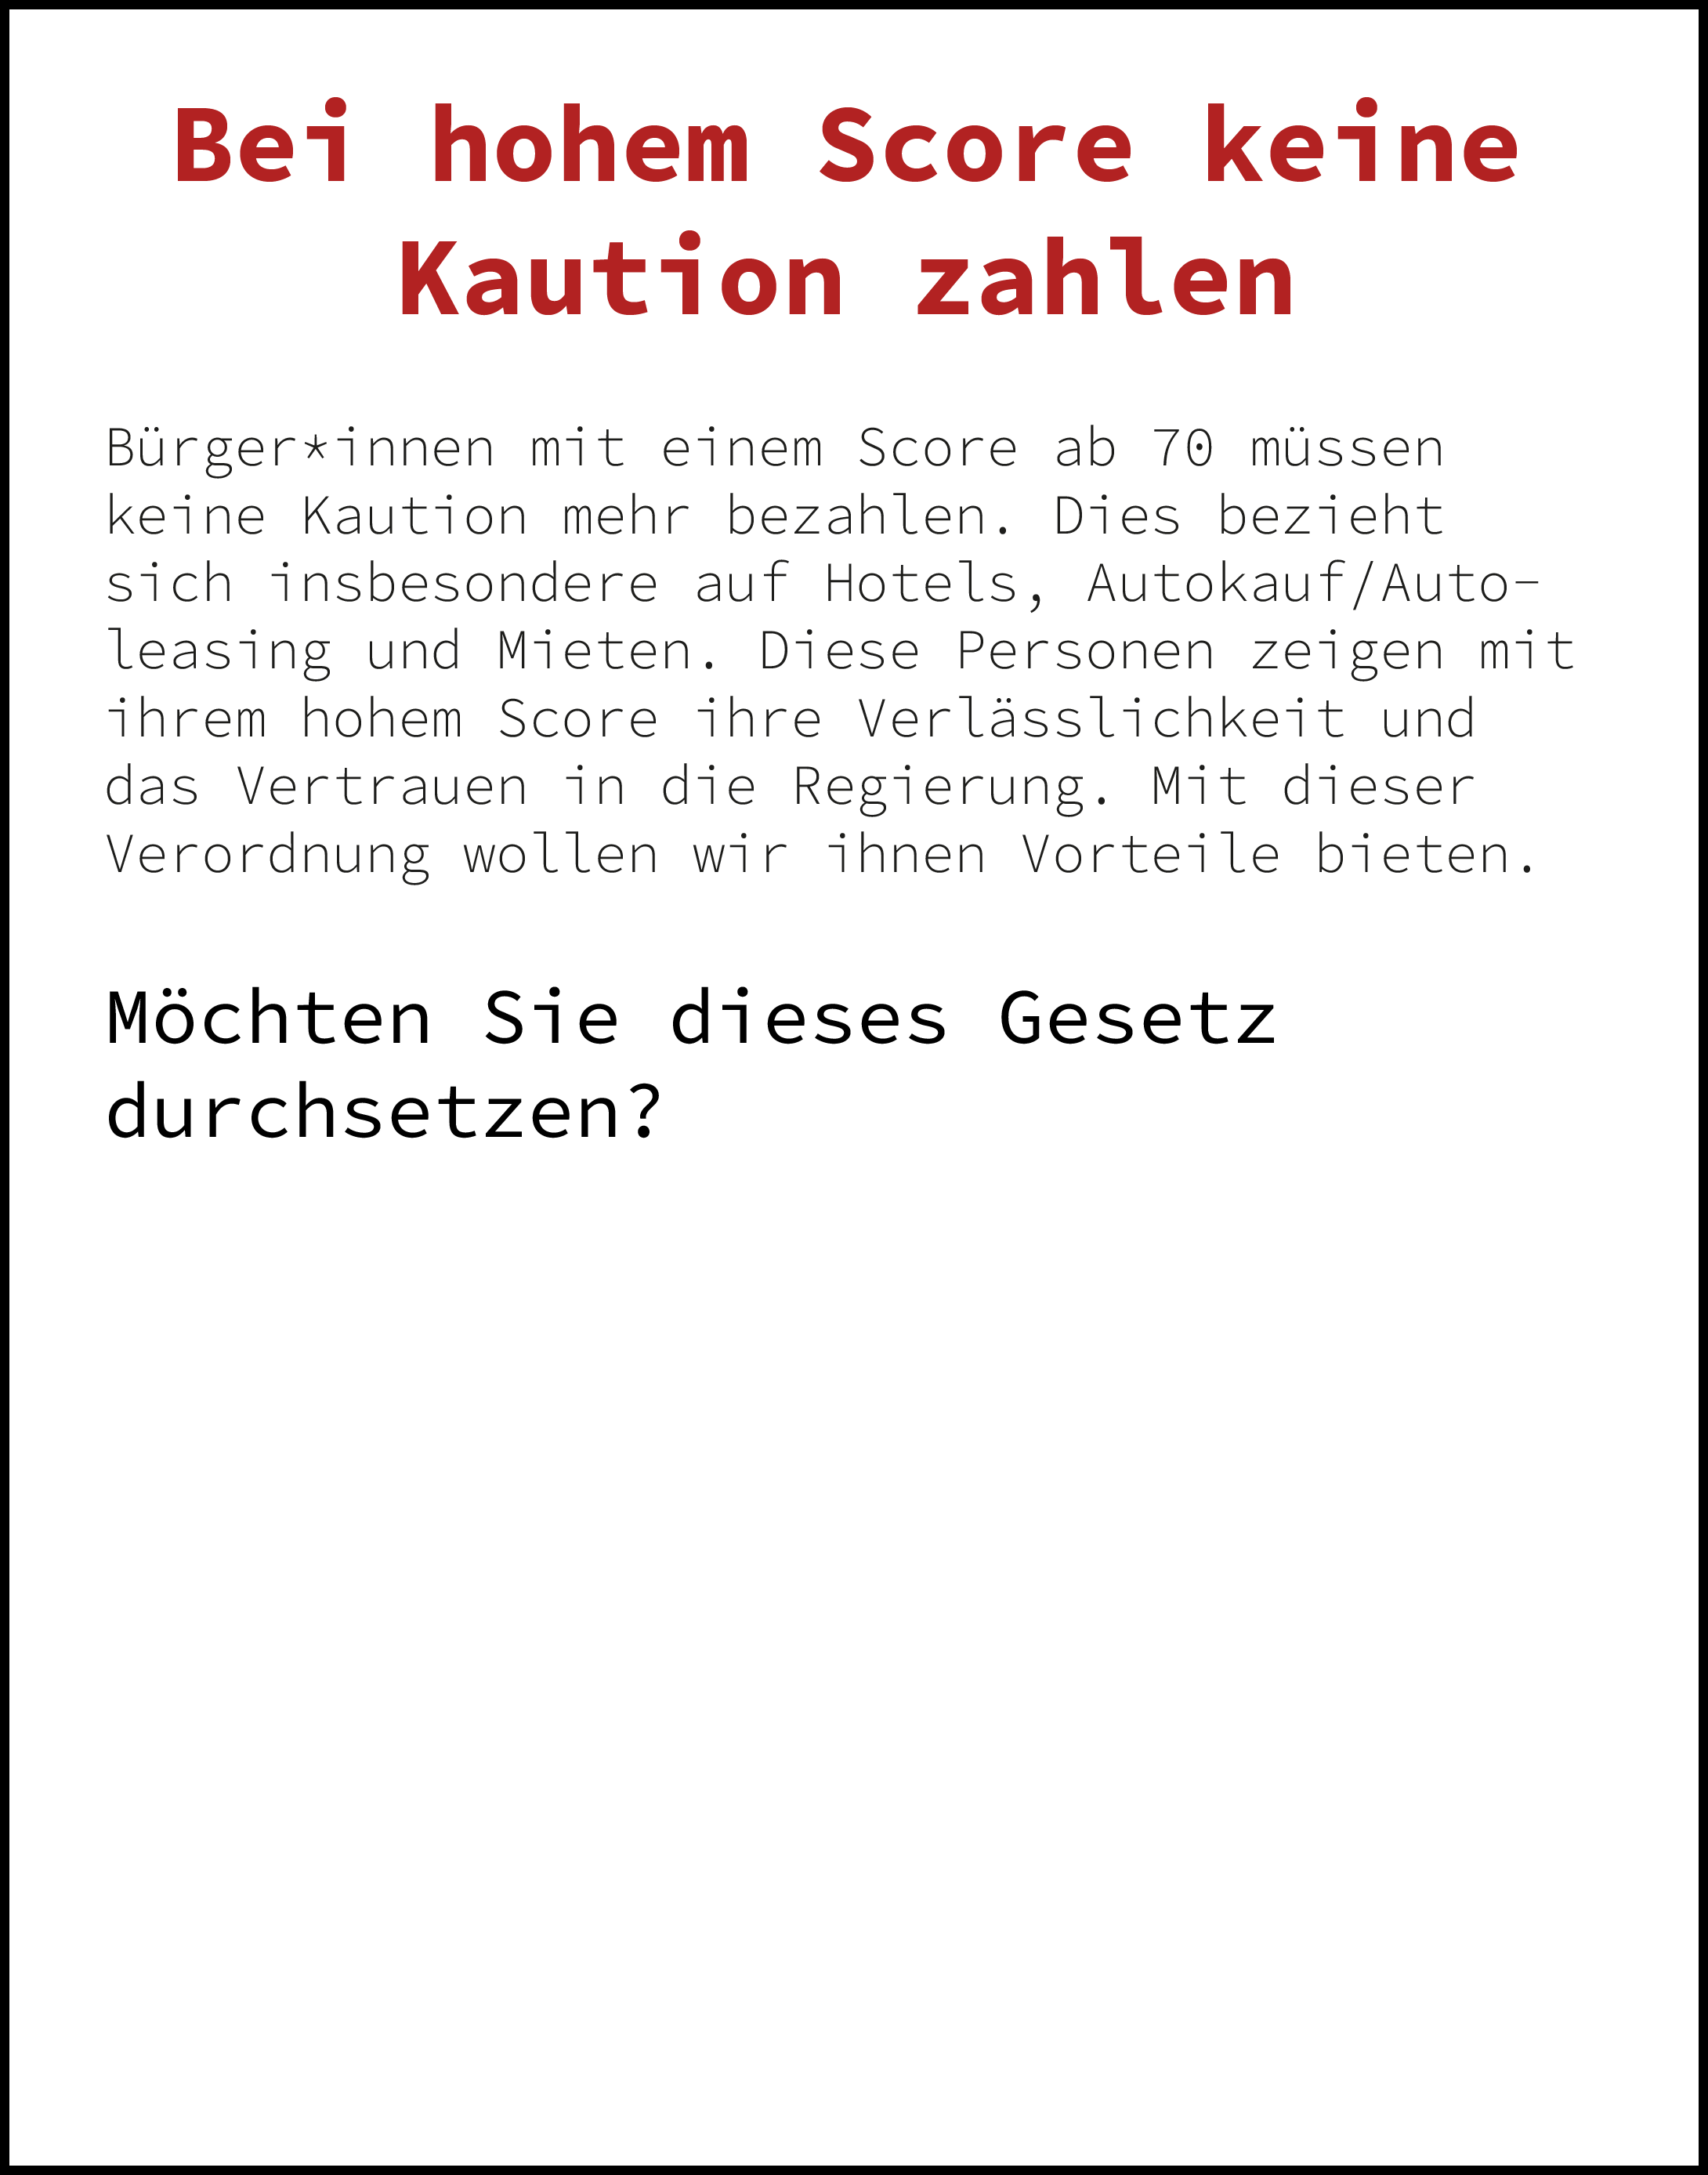 Bei hohem Score keine
Kaution zahlen
Bürger*innen mit einem Score ab 70 müssen
keine Kaution mehr bezahlen. Dies bezieht
sich insbesondere auf Hotels, Autokauf/Auto-
leasing und Mieten. Diese Personen zeigen mit
ihrem hohem Score ihre Verlässlichkeit und
das Vertrauen in die Regierung. Mit dieser
Verordnung wollen wir ihnen Vorteile bieten.
Möchten Sie dieses Gesetz
durchsetzen?